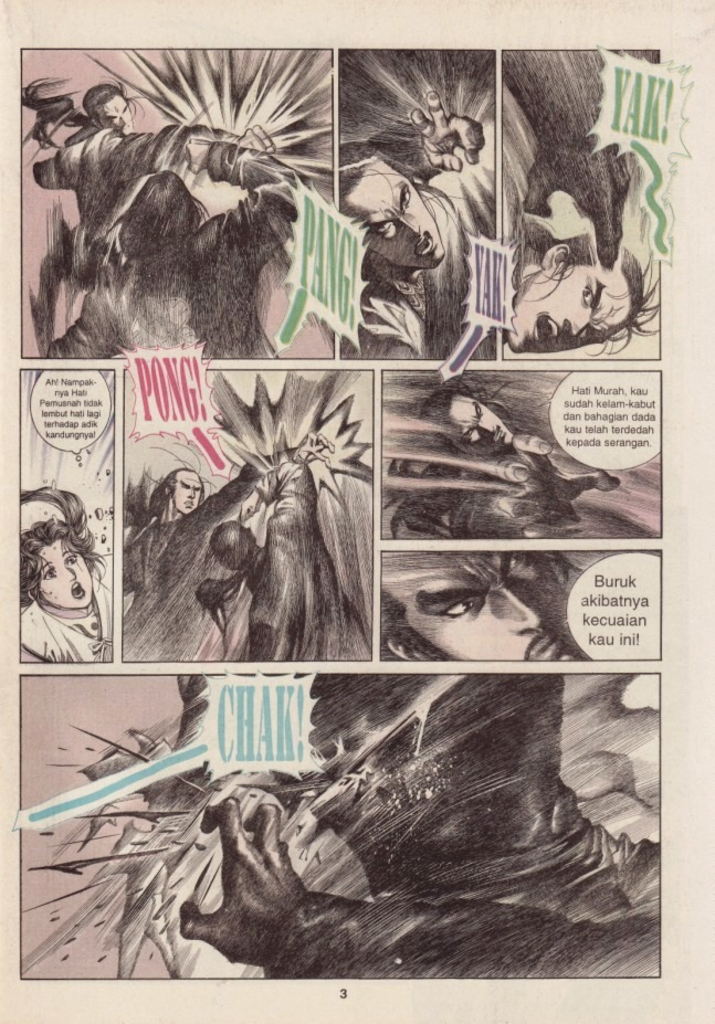 PANG!
YAK!
YAK!
Ah! Nampak-
nya Hati
Pemusnah tidak
lembut hati lagi
terhadap adik
kandungnya!
PONG!
Hati Murah, kau
sudah kelam-kabut
dan bahagian dada
kau telah terdedah
kepada serangan.
Buruk
akibatnya
kecuaian
kau ini!
CHAK!
3